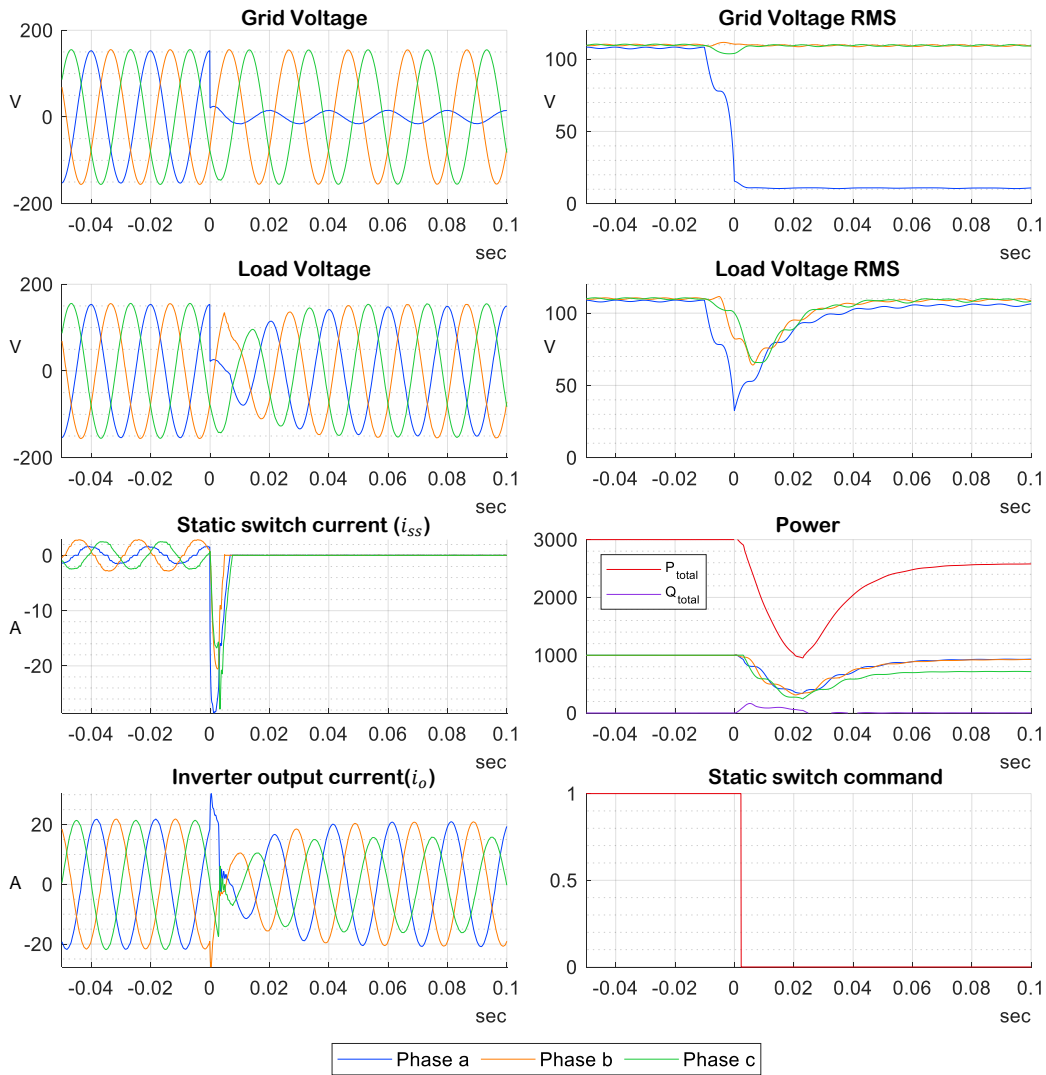 Grid Voltage
200
V
0
-200
-0.04 -0.02 0 0.02 0.04 0.06 0.08 0.1
sec
Grid Voltage RMS
100
V
50
0
-0.04 -0.02 0 0.02 0.04 0.06 0.08 0.1
sec
Load Voltage
200
V
0
-200
-0.04 -0.02 0 0.02 0.04 0.06 0.08 0.1
sec
Load Voltage RMS
100
V
50
0
-0.04 -0.02 0 0.02 0.04 0.06 0.08 0.1
sec
Static switch current (iss)
0
-10
A
-20
-0.04 -0.02 0 0.02 0.04 0.06 0.08 0.1
sec
Power
3000
P total
Q total
2000
1000
0
-0.04 -0.02 0 0.02 0.04 0.06 0.08 0.1
sec
Inverter output current(io)
20
A
0
-20
-0.04 -0.02 0 0.02 0.04 0.06 0.08 0.1
sec
Static switch command
1
0.5
0
-0.04 -0.02 0 0.02 0.04 0.06 0.08 0.1
sec
Phase a Phase b Phase c